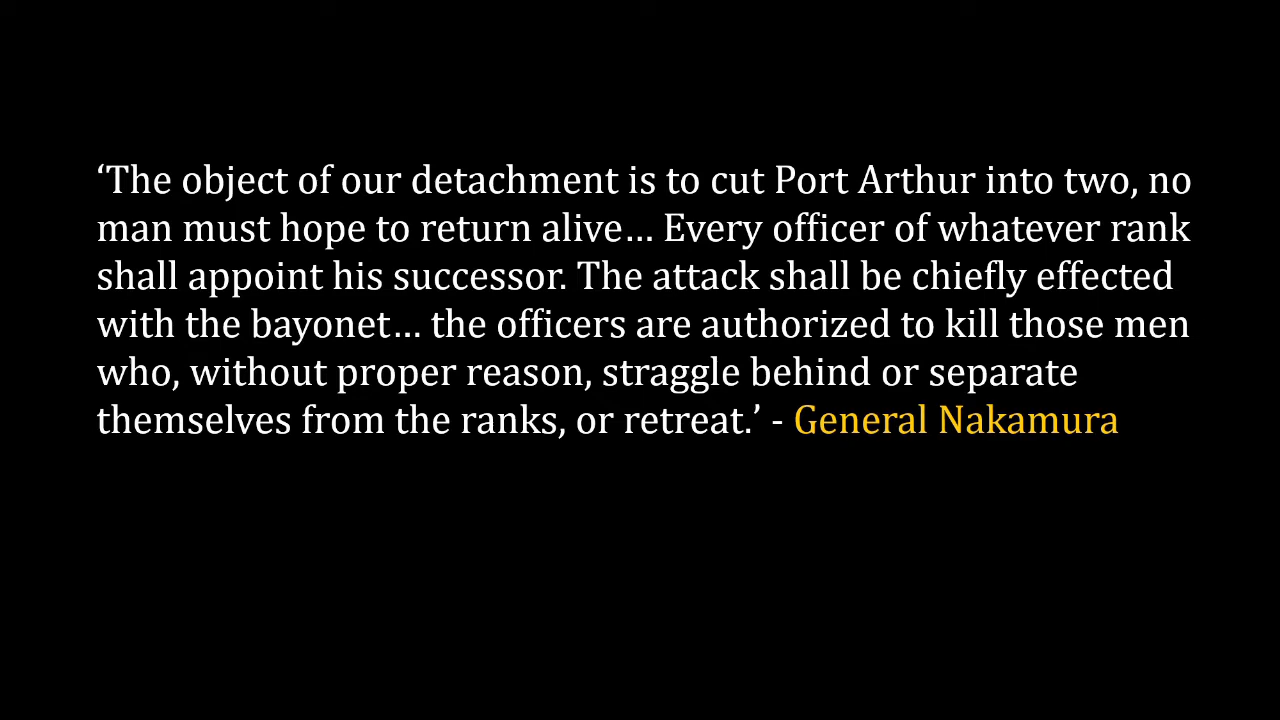 ‘The object of our detachment is to cut Port Arthur into two, no
man must hope to return alive… Every officer of whatever rank
shall appoint his successor. The attack shall be chiefly effected
with the bayonet… the officers are authorized to kill those men
who, without proper reason, straggle behind or separate
themselves from the ranks, or retreat.’ - General Nakamura